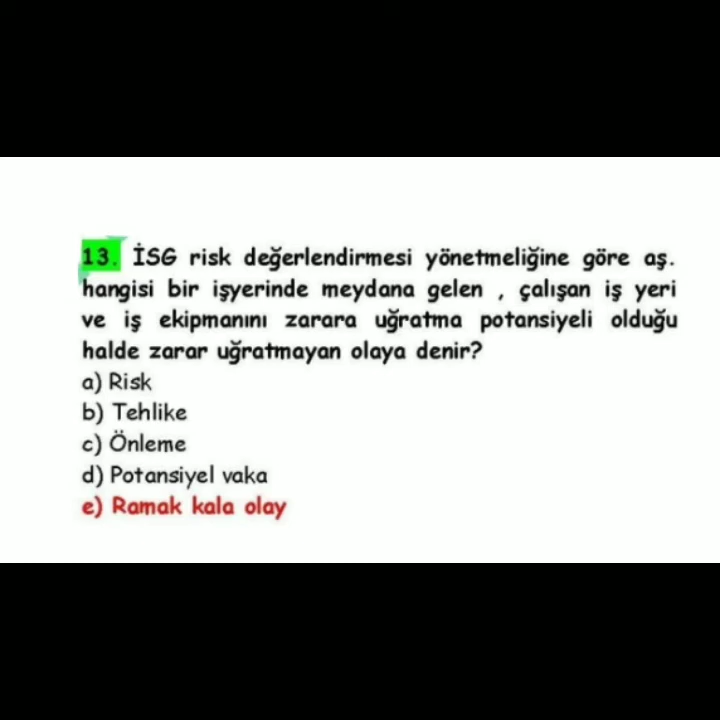 13. İSG risk değerlendirmesi yönetmeliğine göre aş.
hangisi bir işyerinde meydana gelen , çalışan iş yeri
ve iş ekipmanını zarara uğratma potansiyeli olduğu
halde zarar uğratmayan olaya denir?
a) Risk
b) Tehlike
c) Önleme
d) Potansiyel vaka
e) Ramak kala olay